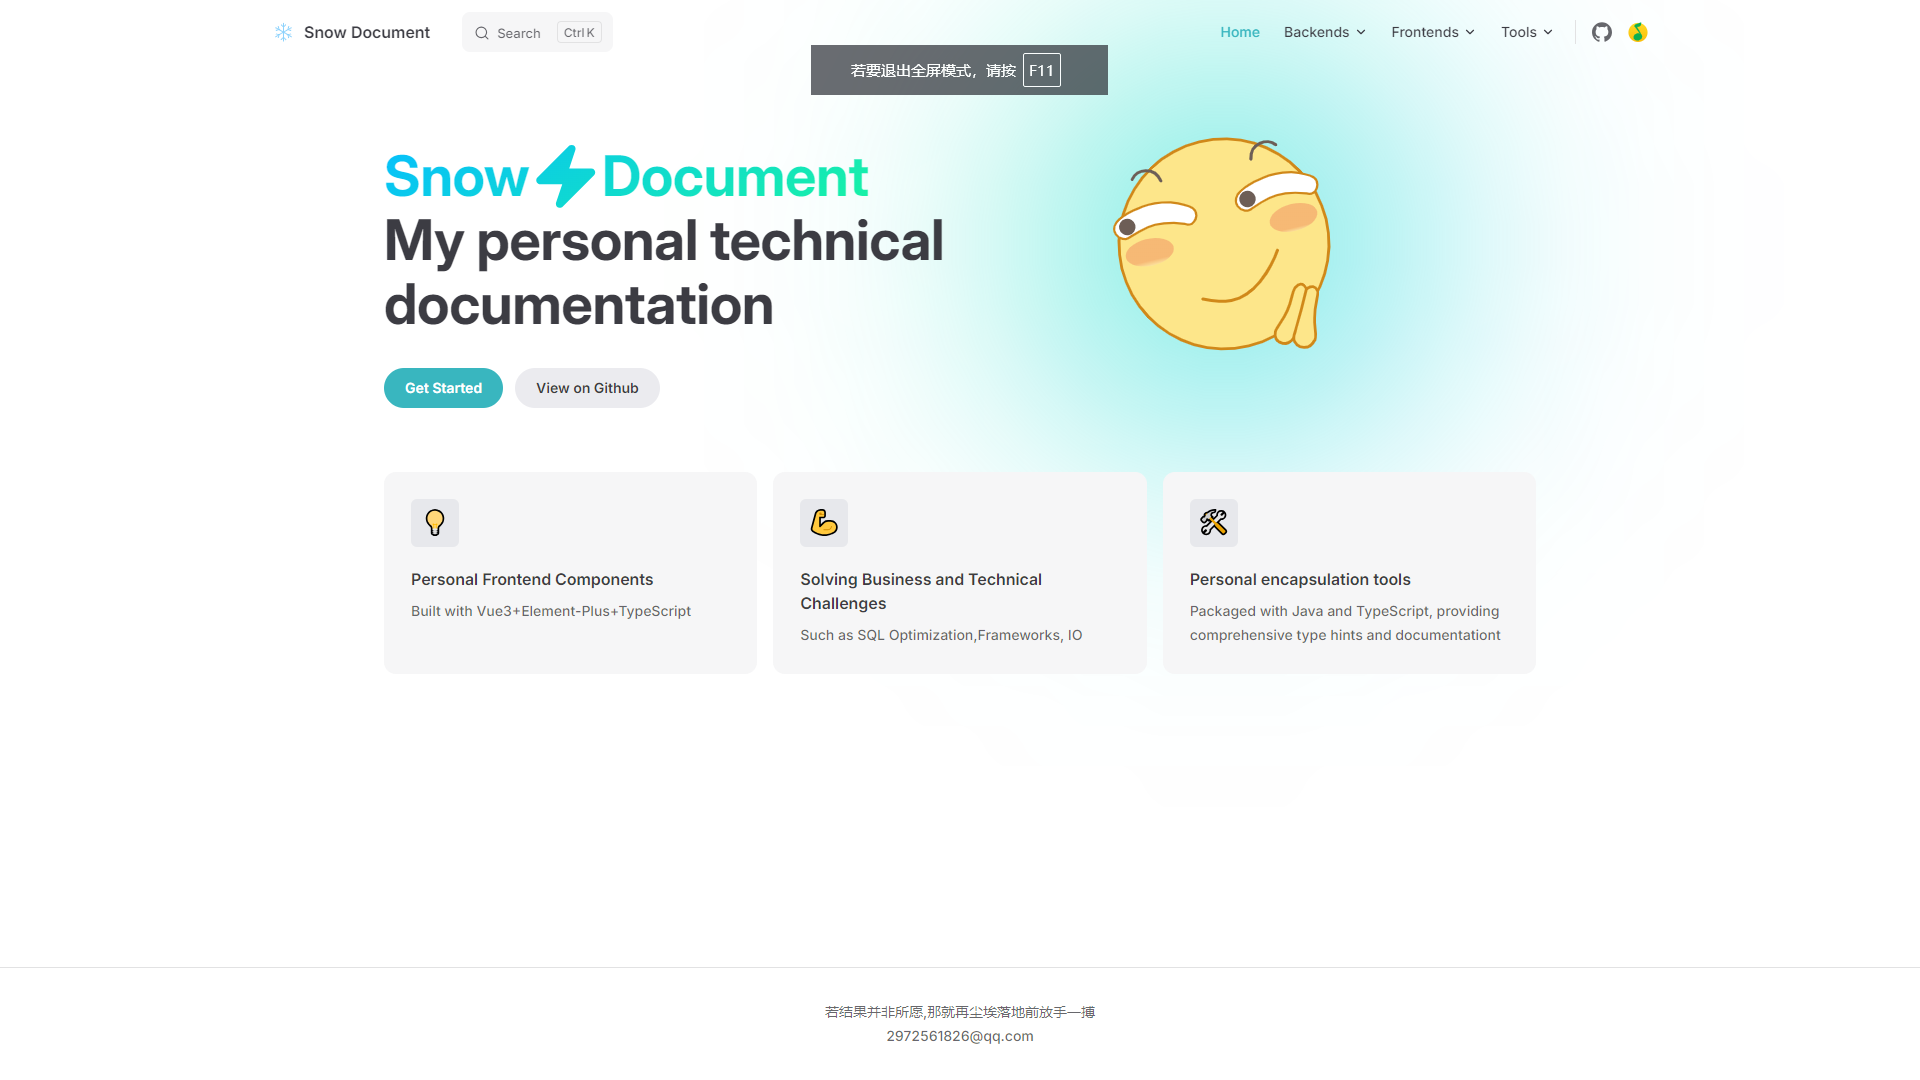 Snow Document
Search
Ctrl K
Home
Backends
Frontends
Tools
若要退出全屏模式，请按 F11
Snow⚡Document
My personal technical
documentation
Get Started
View on Github
Personal Frontend Components
Built with Vue3+Element-Plus+TypeScript
Solving Business and Technical
Challenges
Such as SQL Optimization,Frameworks, IO
Personal encapsulation tools
Packaged with Java and TypeScript, providing
comprehensive type hints and documentationt
若结果并非所愿,那就再尘埃落地前放手一搏
2972561826@qq.com